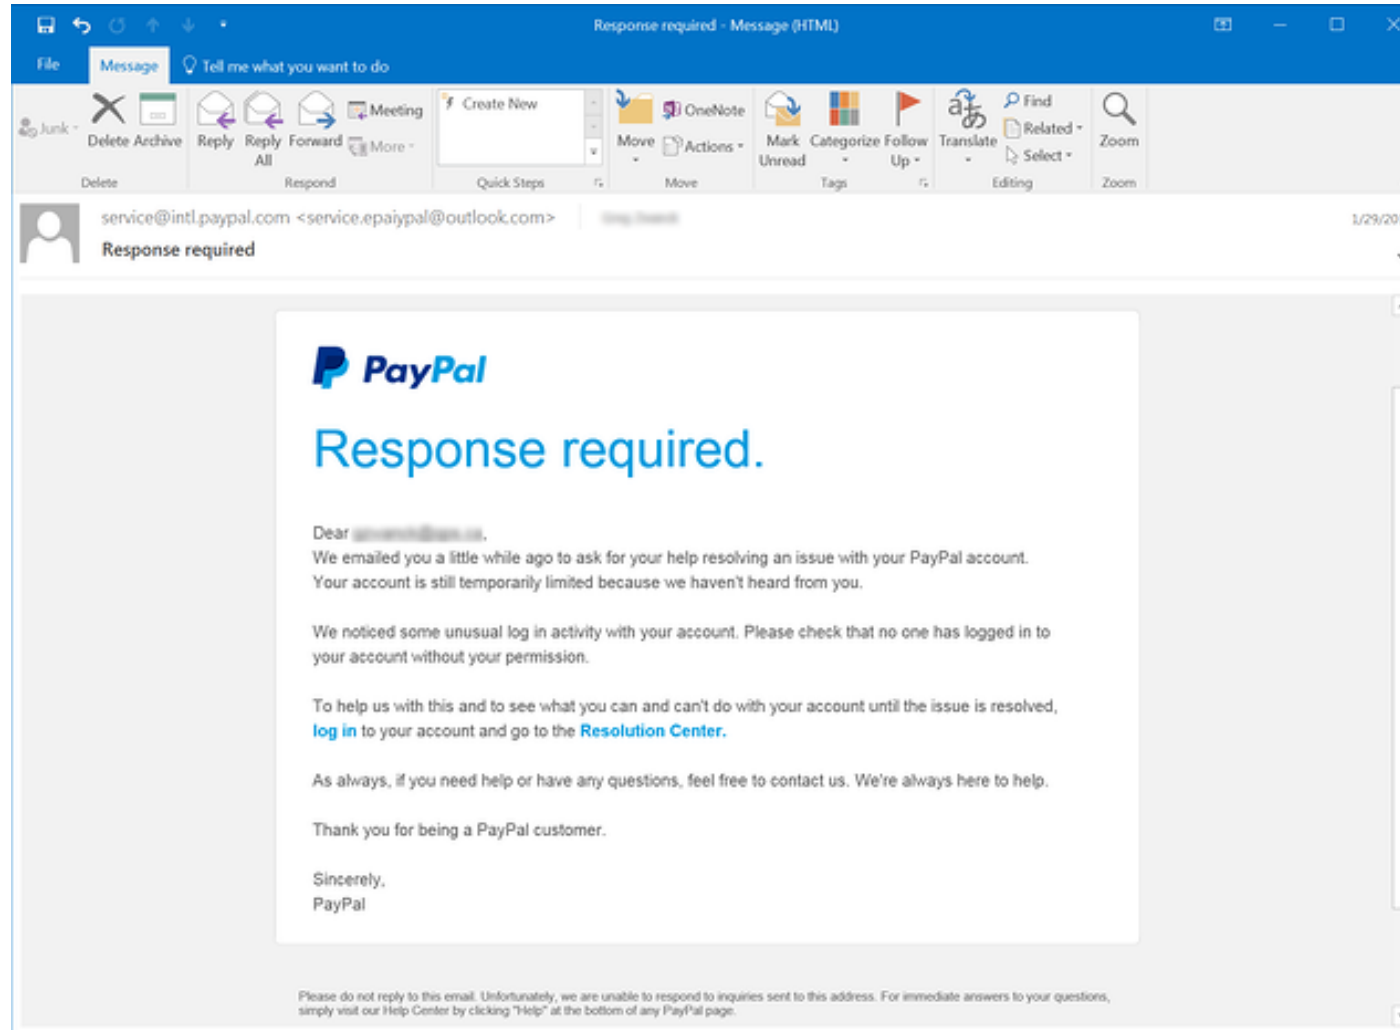 Response required - Message (HTML)
File Message Tell me what you want to do
Junk
Delete Archive
Delete
Reply Reply All Forward
Meeting
More
Respond
Create New
Quick Steps
Move
OneNote
Actions
Move
Mark Unread
Categorize
Follow Up
Tags
Translate
Find
Related
Select
Editing
Zoom
Zoom
service@intl.paypal.com <service.epaiypal@outlook.com>
1/29/20
Response required
PayPal
Response required.
Dear
We emailed you a little while ago to ask for your help resolving an issue with your PayPal account.
Your account is still temporarily limited because we haven't heard from you.
We noticed some unusual log in activity with your account. Please check that no one has logged in to
your account without your permission.
To help us with this and to see what you can and can't do with your account until the issue is resolved,
log in to your account and go to the Resolution Center.
As always, if you need help or have any questions, feel free to contact us. We're always here to help.
Thank you for being a PayPal customer.
Sincerely,
PayPal
Please do not reply to this email. Unfortunately, we are unable to respond to inquiries sent to this address. For immediate answers to your questions,
simply visit our Help Center by clicking "Help" at the bottom of any PayPal page.